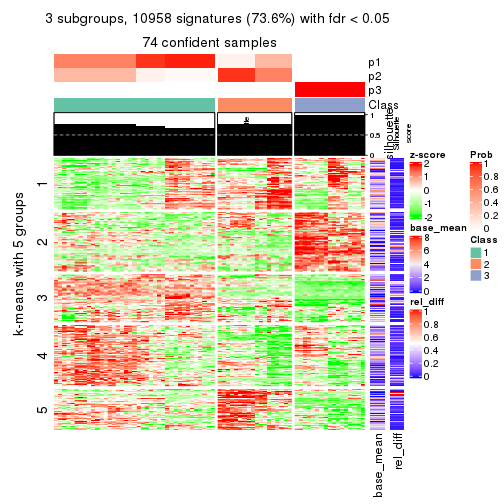 3 subgroups, 10958 signatures (73.6%) with fdr < 0.05
74 confident samples
p1
p2
p3
Class
1
0.5
0
silhouette
Silhouette
score
k-means with 5 groups
1
2
3
4
5
base_mean
rel_diff
z-score
2
1
0
-1
-2
base_mean
8
6
4
2
0
rel_diff
1
0.8
0.6
0.4
0.2
0
Prob
1
0.8
0.6
0.4
0.2
0
Class
1
2
3